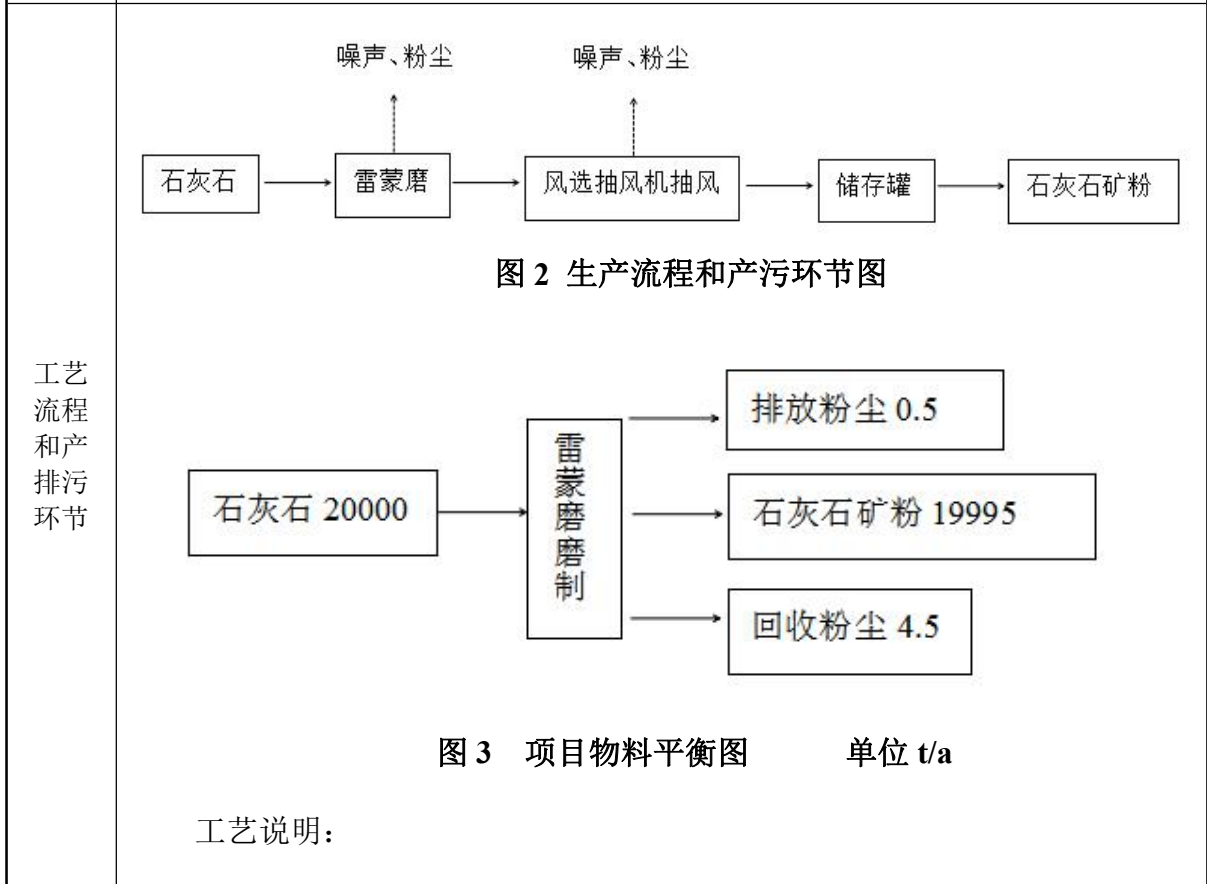 噪声、粉尘
噪声、粉尘
石灰石
雷蒙磨
风选抽风机抽风
储存罐
石灰石矿粉
图 2 生产流程和产污环节图
工艺
流程
和产
排污
环节
石灰石 20000
雷蒙磨磨制
排放粉尘 0.5
石灰石矿粉 19995
回收粉尘 4.5
图 3 项目物料平衡图 单位 t/a
工艺说明：